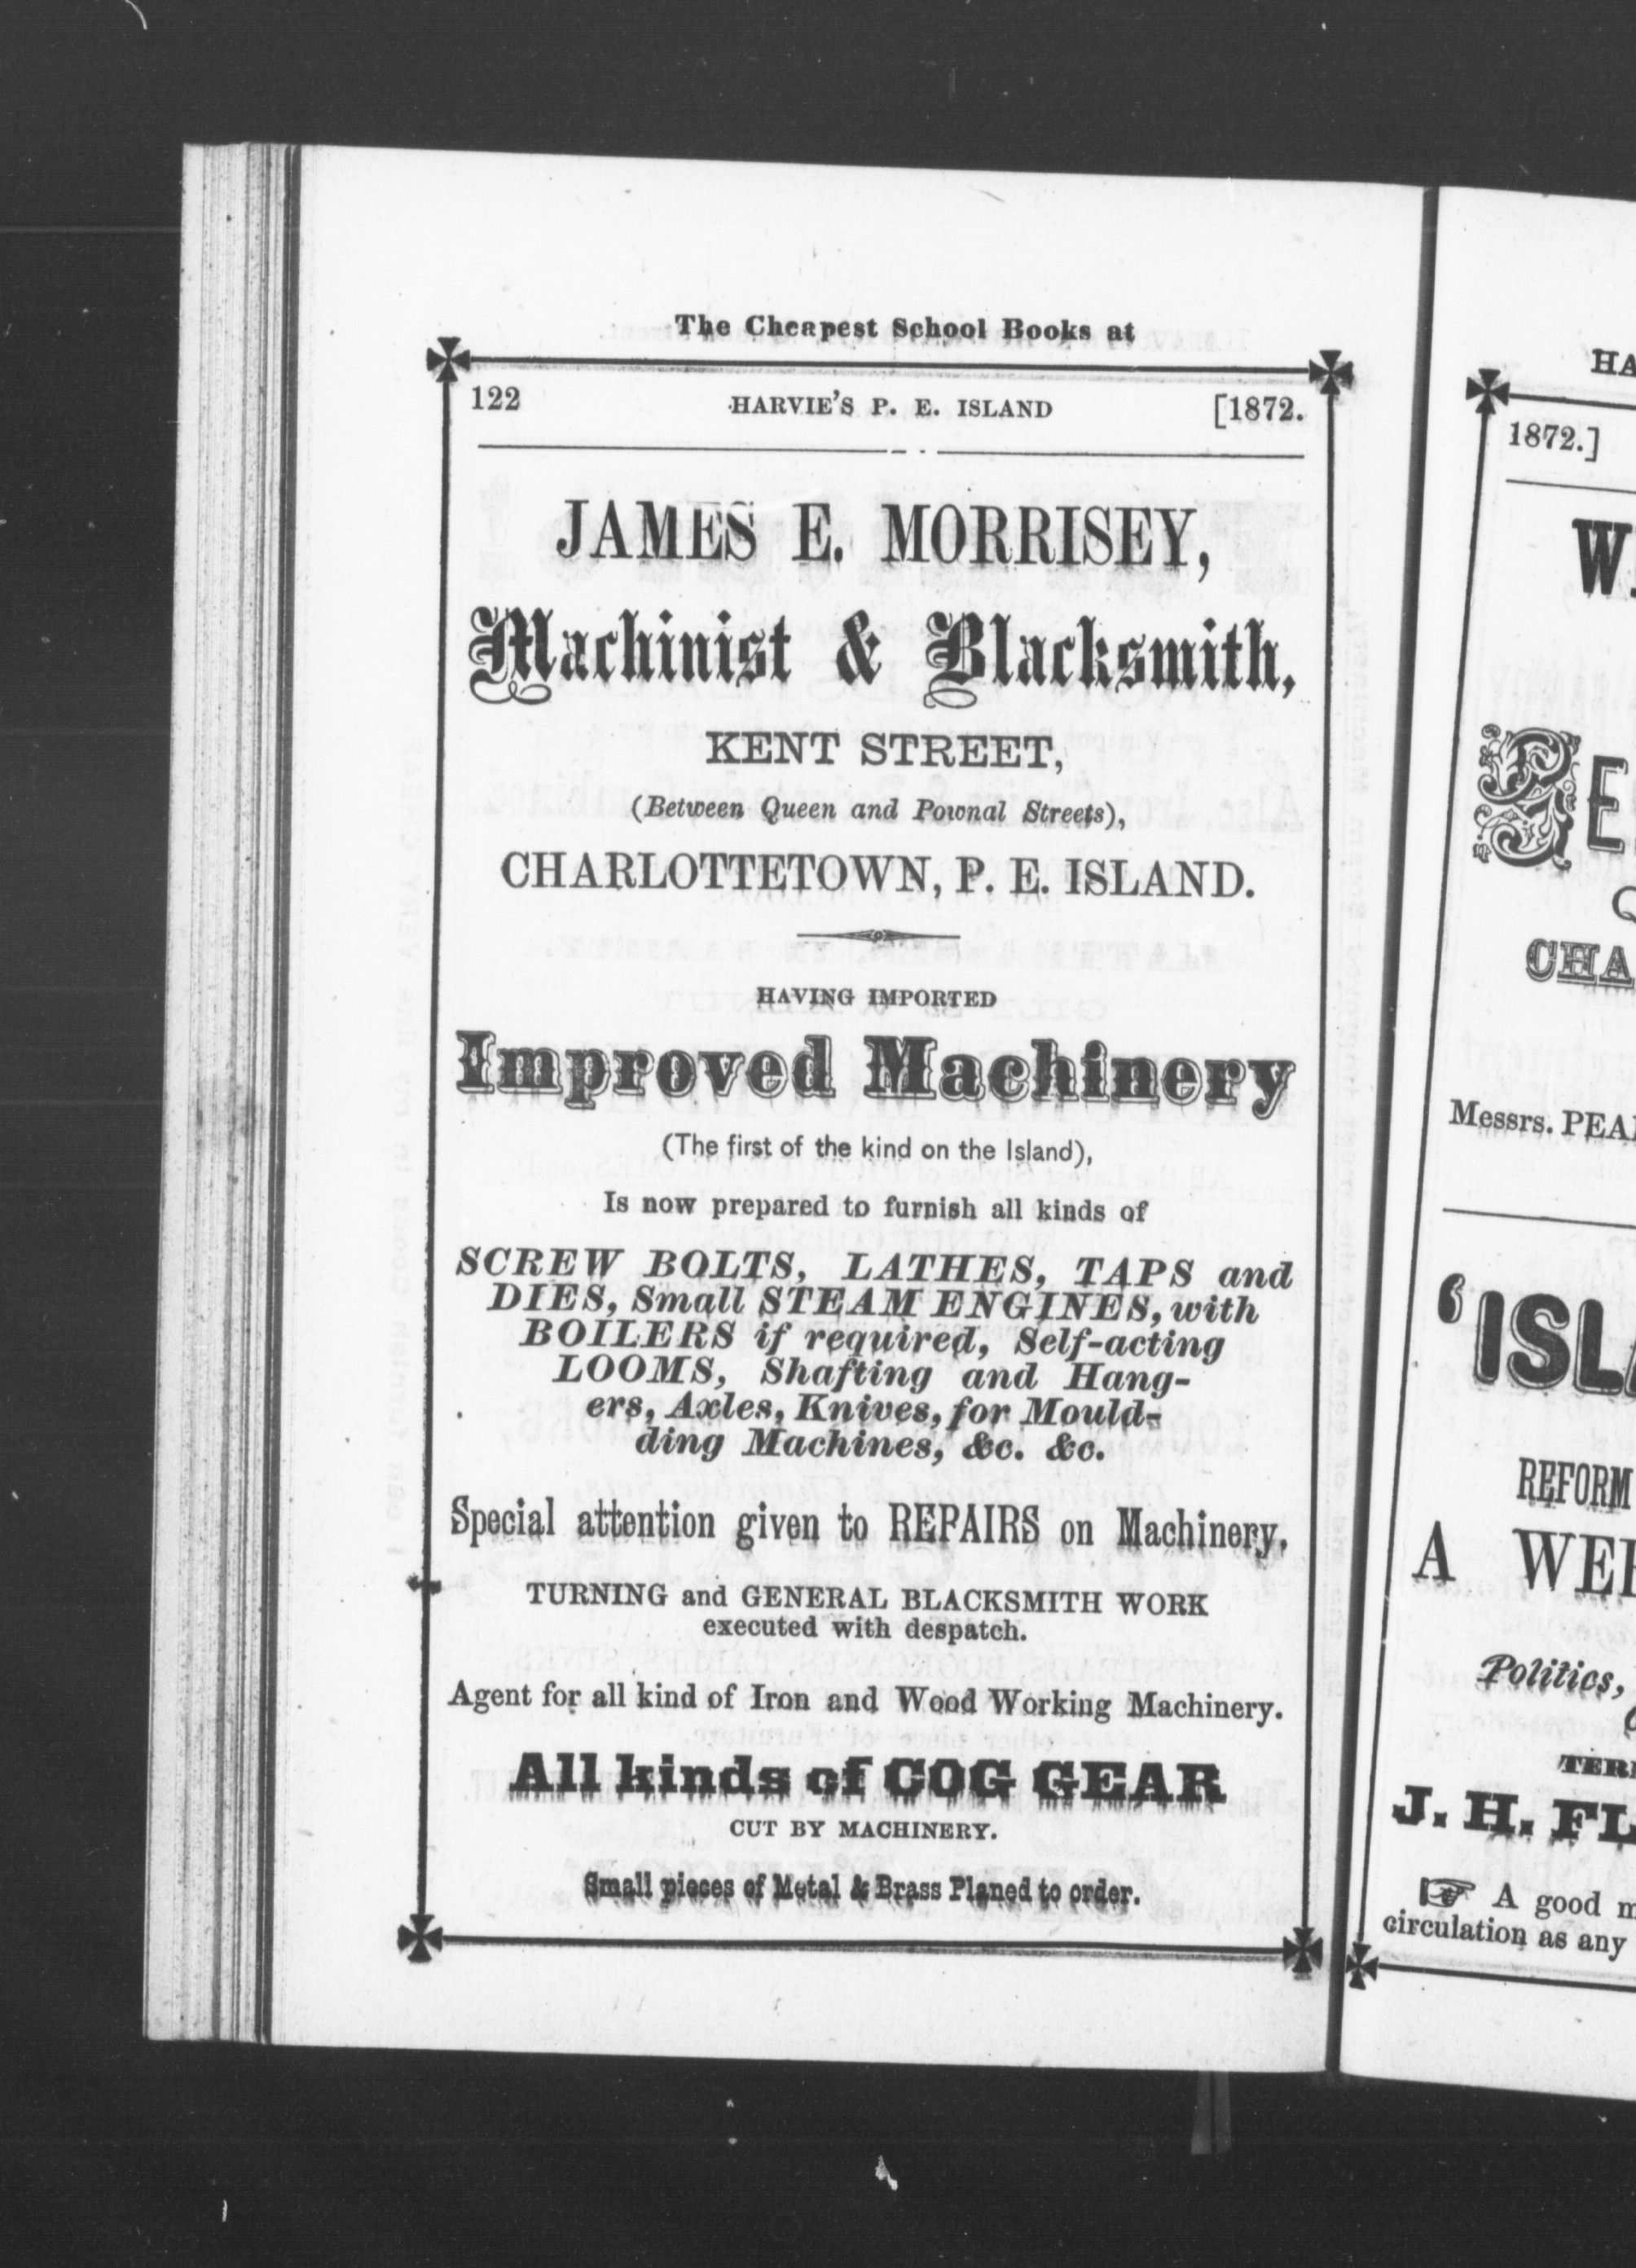 The Cheapest School Books at
122 HARVIE'S P. E. ISLAND [1872.
JAMES E. MORRISEY,
Machinist & Blacksmith,
KENT STREET,
(Between Queen and Pownal Streets),
CHARLOTTETOWN, P. E. ISLAND.
HAVING IMPORTED
Improved Machinery
(The first of the kind on the Island),
Is now prepared to furnish all kinds of
SCREW BOLTS, LATHES, TAPS and
DIES, Small STEAM ENGINES, with
BOILERS if required, Self-acting
LOOMS, Shafting and Hang-
ers, Axles, Knives, for Mould-
ding Machines, &c. &c.
Special attention given to REPAIRS on Machinery.
TURNING and GENERAL BLACKSMITH WORK
executed with despatch.
Agent for all kind of Iron and Wood Working Machinery.
All kinds of COG GEAR
CUT BY MACHINERY.
Small pieces of Metal & Brass Planed to order.
HA
1872.]
W.
CHA
Messrs. PEA
'ISLA
REFORM
A WEE
Politics,
TER
J. H. FL
A good m
circulation as any